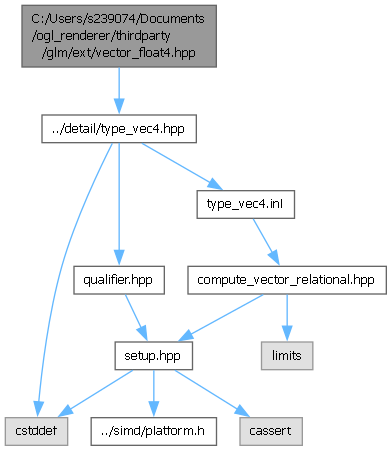 C:/Users/s239074/Documents
/ogl_renderer/thirdparty
/glm/ext/vector_float4.hpp
../detail/type_vec4.hpp
type_vec4.inl
qualifier.hpp
compute_vector_relational.hpp
setup.hpp
limits
cstddef
../simd/platform.h
cassert